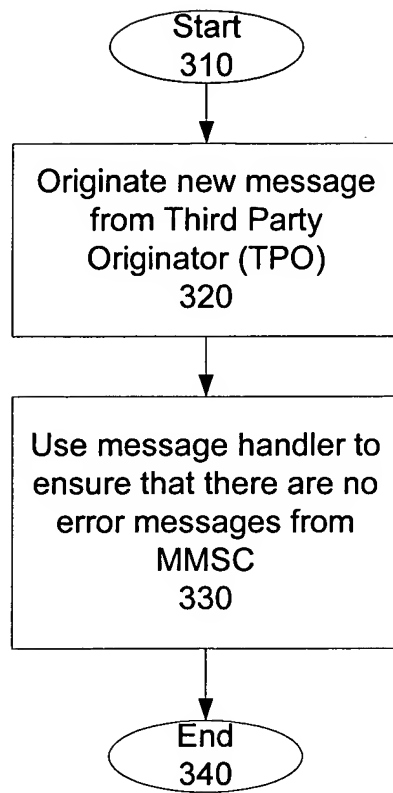 Start
310
Originate new message
from Third Party
Originator (TPO)
320
Use message handler to
ensure that there are no
error messages from
MMSC
330
End
340